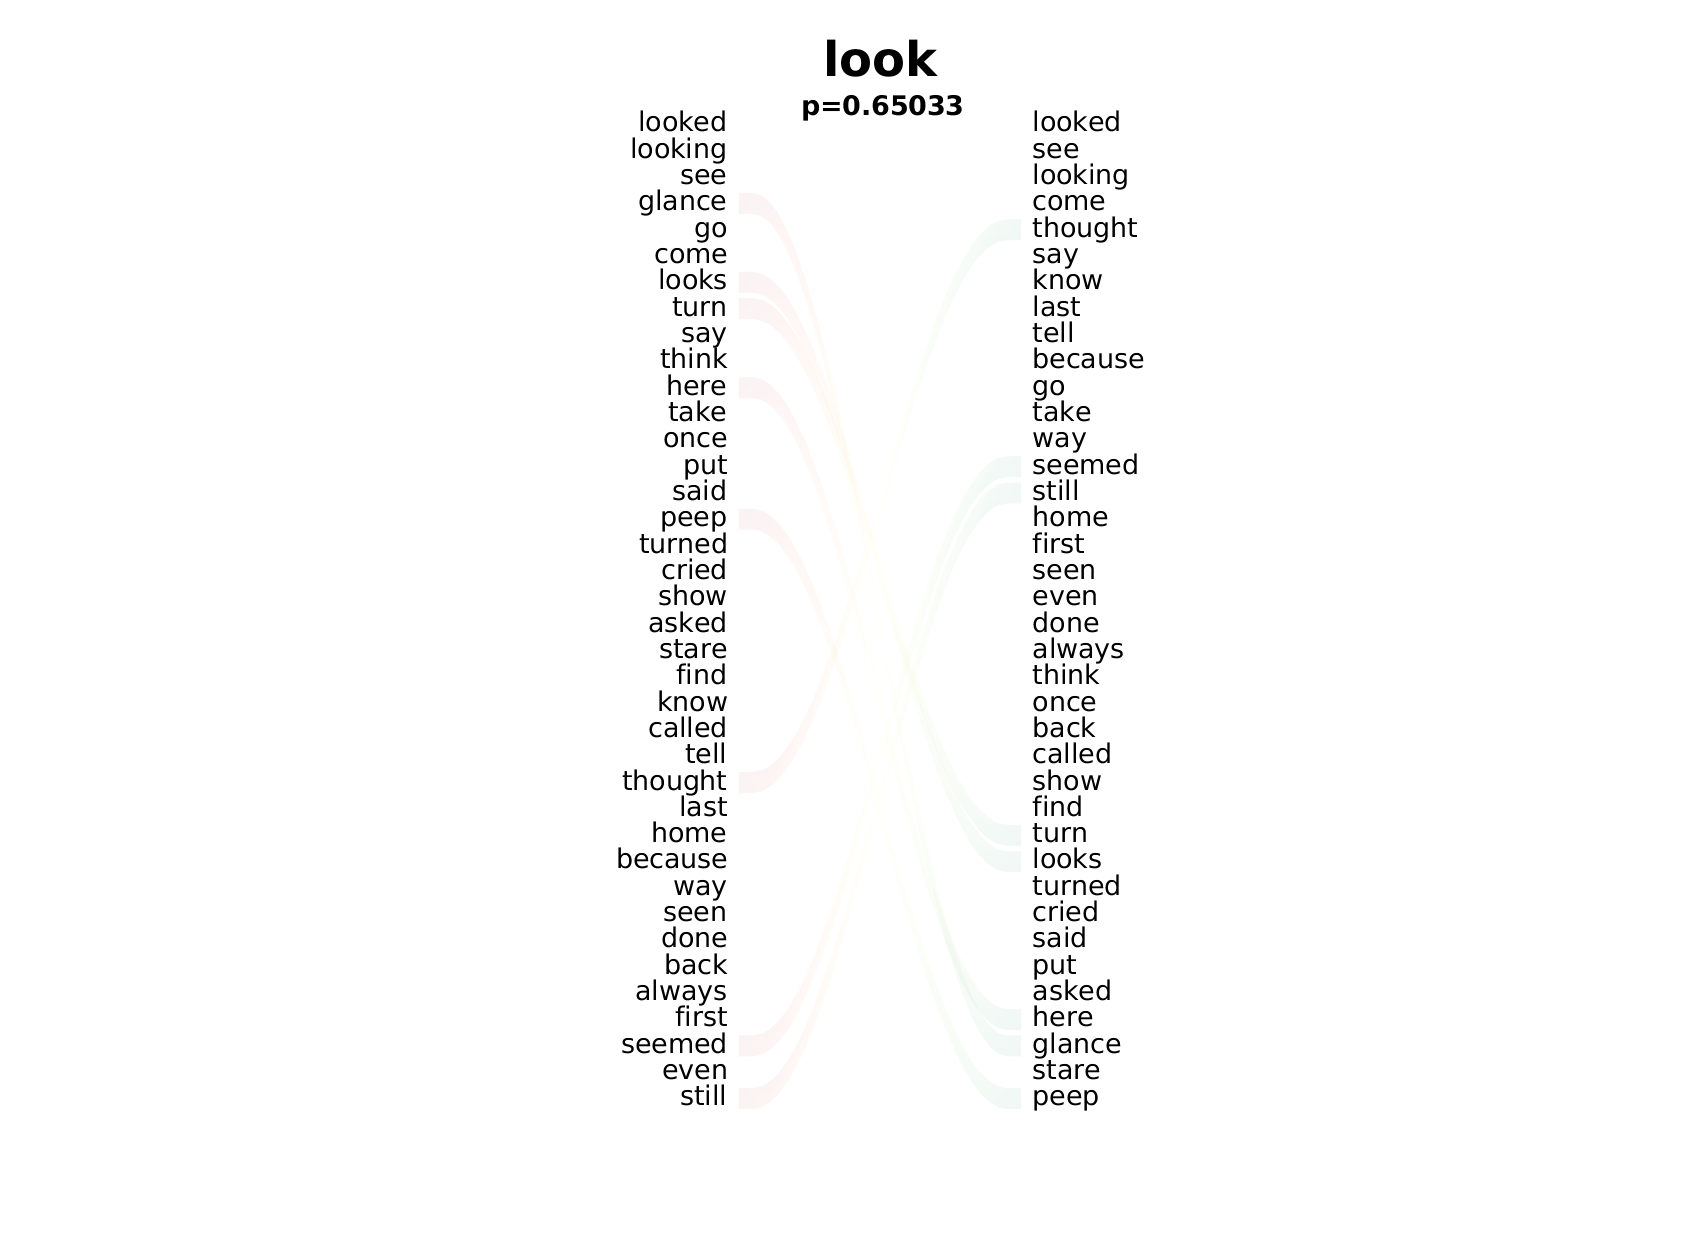 look
p=0.65033
looked looked
looking see
see looking
glance come
go thought
come say
looks know
turn last
say tell
think because
here go
take take
once way
put seemed
said still
peep home
turned first
cried seen
show even
asked done
stare always
find think
know once
called back
tell called
thought show
last find
home turn
because looks
way turned
seen cried
done said
back put
always asked
first here
seemed glance
even stare
still peep